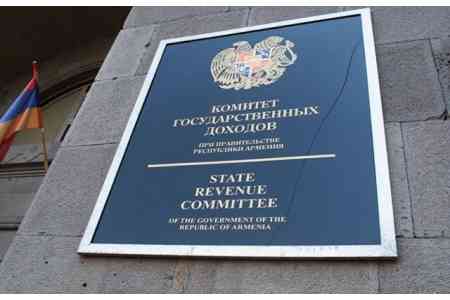 КОМИТЕТ
ГОСУДАРСТВЕННЫХ
ДОХОДОВ
ПРИ ПРАВИТЕЛЬСТВЕ
РЕСПУБЛИКИ АРМЕНИЯ
STATE
REVENUE
COMMITTEE
OF THE GOVERNMENT OF THE
REPUBLIC OF ARMENIA